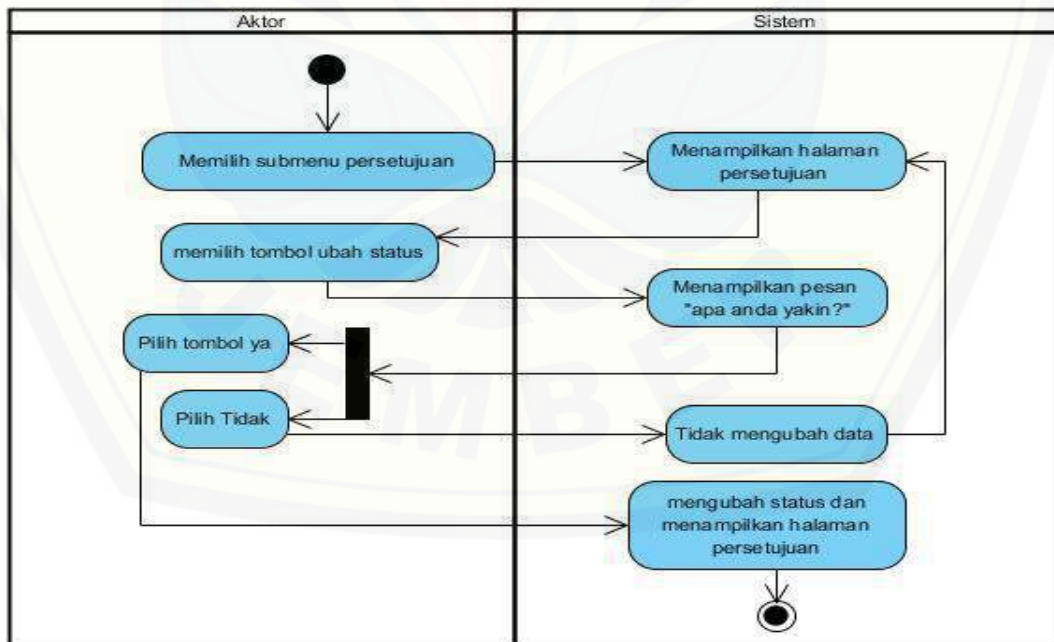 Aktor
Sistem
Memilih submenu persetujuan
Menampilkan halaman
persetujuan
memilih tombol ubah status
Menampilkan pesan
"apa anda yakin?"
Pilih tombol ya
Pilih Tidak
Tidak mengubah data
mengubah status dan
menampilkan halaman
persetujuan